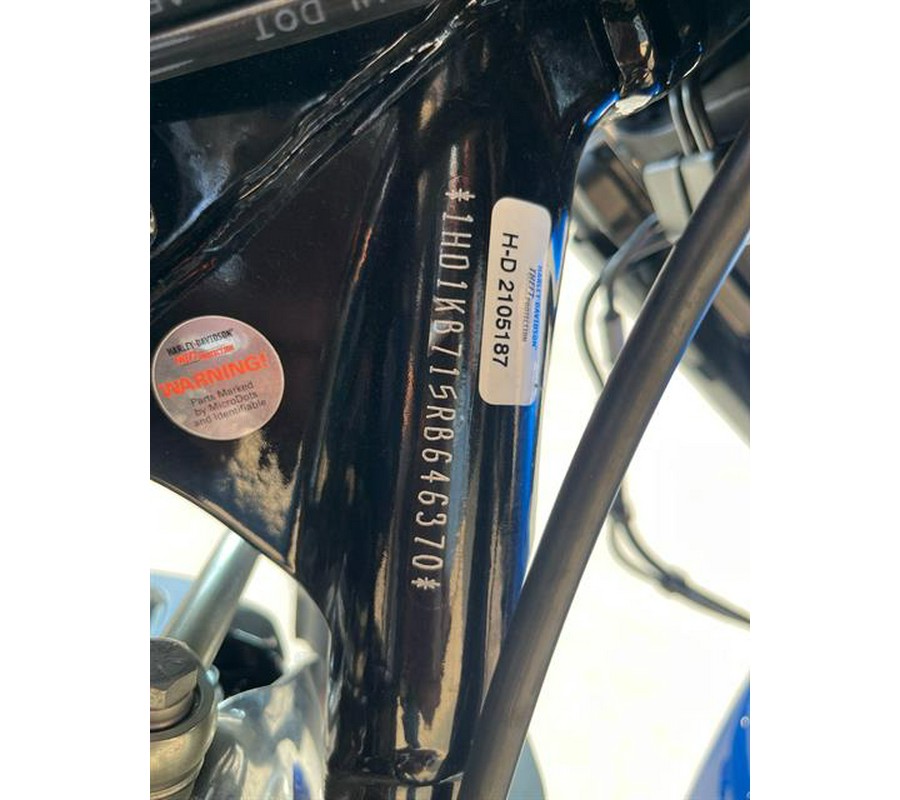 DOT
*1HD1KB715RB646370*
HARLEY-DAVIDSON
THEFT PROTECTION
H-D 2105187
HARLEY-DAVIDSON
THEFT PROTECTION
WARNING!
Parts Marked
by MicroDots
and Identifiable